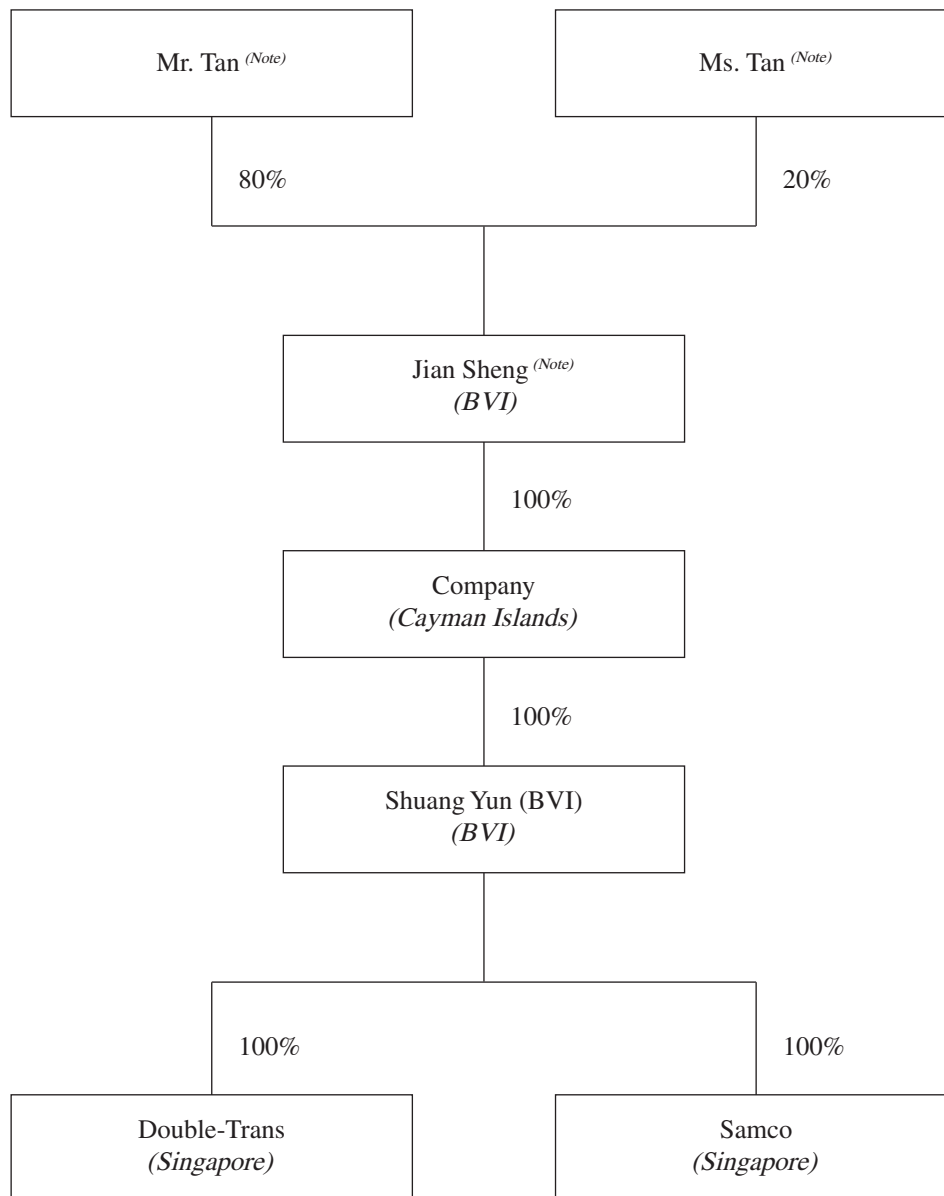 Mr. Tan (Note)
Ms. Tan (Note)
80%
20%
Jian Sheng (Note)
(BVI)
100%
Company
(Cayman Islands)
100%
Shuang Yun (BVI)
(BVI)
100%
100%
Double-Trans
(Singapore)
Samco
(Singapore)